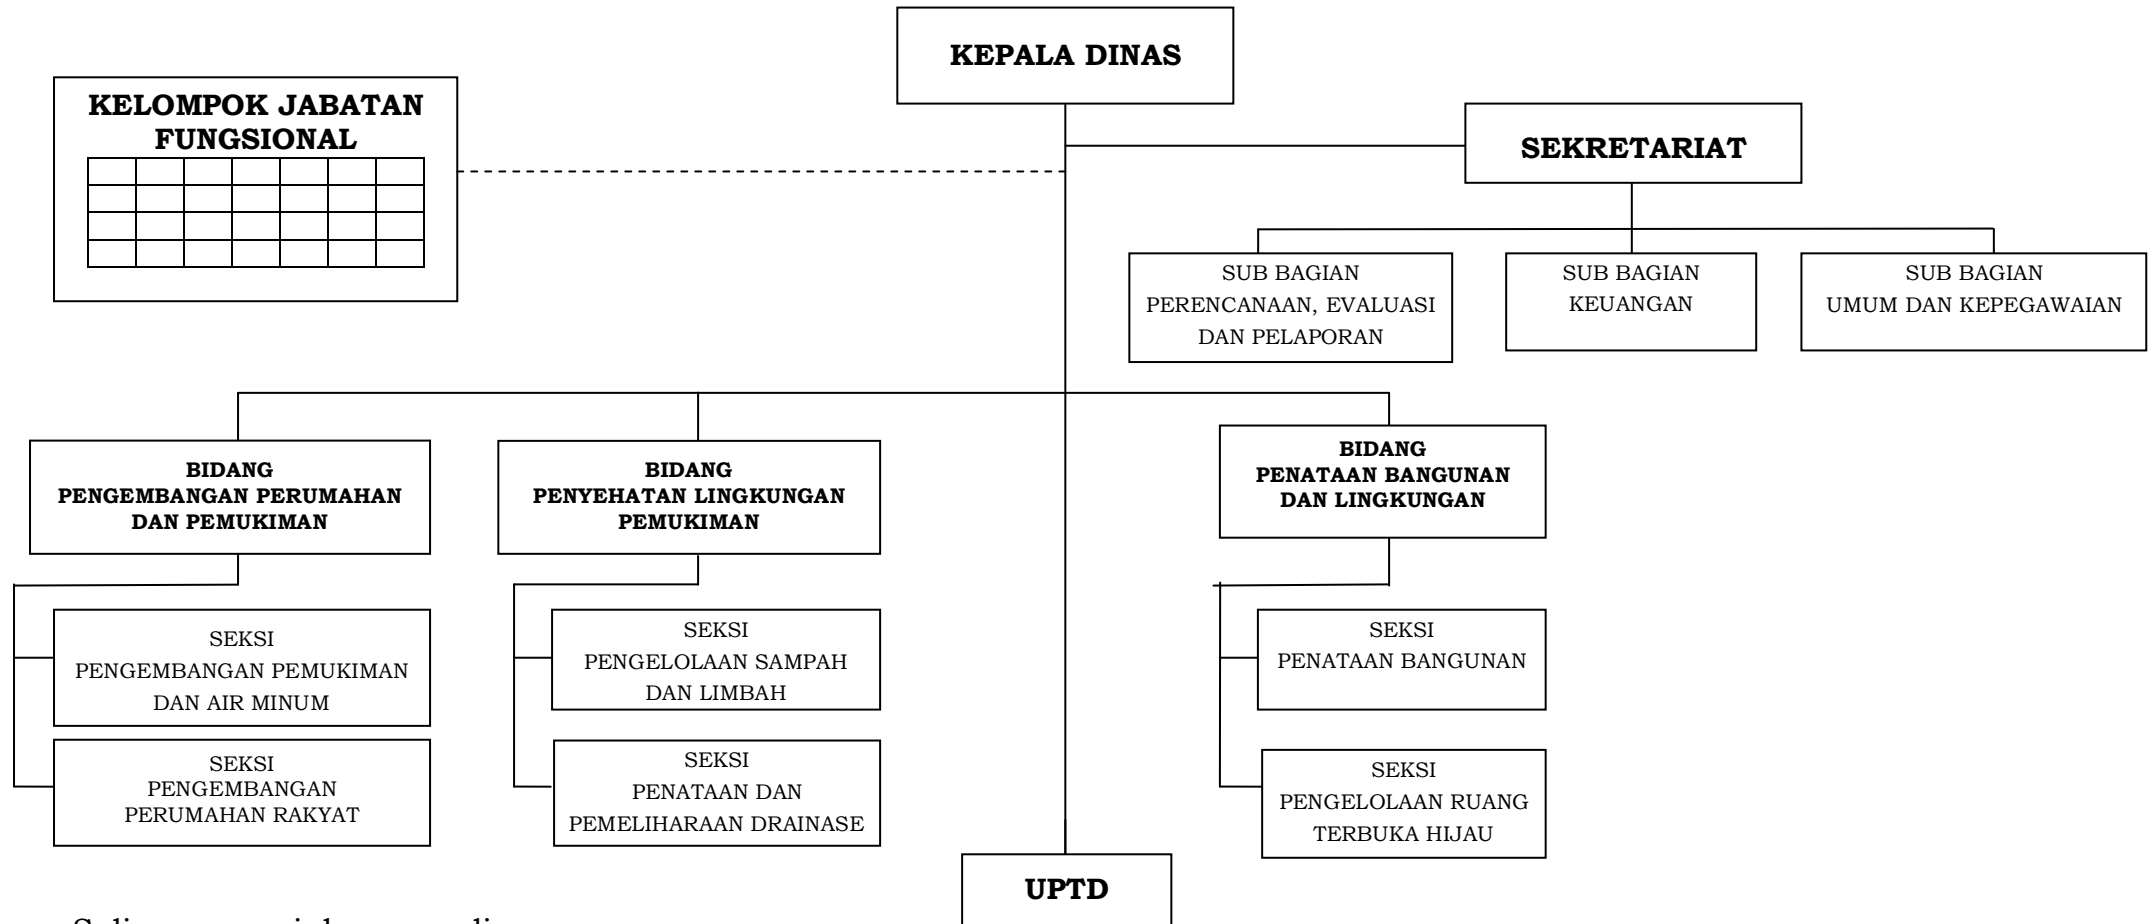 KEPALA DINAS
KELOMPOK JABATAN
FUNGSIONAL
SEKRETARIAT
SUB BAGIAN
PERENCANAAN, EVALUASI
DAN PELAPORAN
SUB BAGIAN
KEUANGAN
SUB BAGIAN
UMUM DAN KEPEGAWAIAN
BIDANG
PENGEMBANGAN PERUMAHAN
DAN PEMUKIMAN
BIDANG
PENYEHATAN LINGKUNGAN
PEMUKIMAN
BIDANG
PENATAAN BANGUNAN
DAN LINGKUNGAN
SEKSI
PENGEMBANGAN PEMUKIMAN
DAN AIR MINUM
SEKSI
PENGEMBANGAN
PERUMAHAN RAKYAT
SEKSI
PENGELOLAAN SAMPAH
DAN LIMBAH
SEKSI
PENATAAN DAN
PEMELIHARAAN DRAINASE
SEKSI
PENATAAN BANGUNAN
SEKSI
PENGELOLAAN RUANG
TERBUKA HIJAU
UPTD